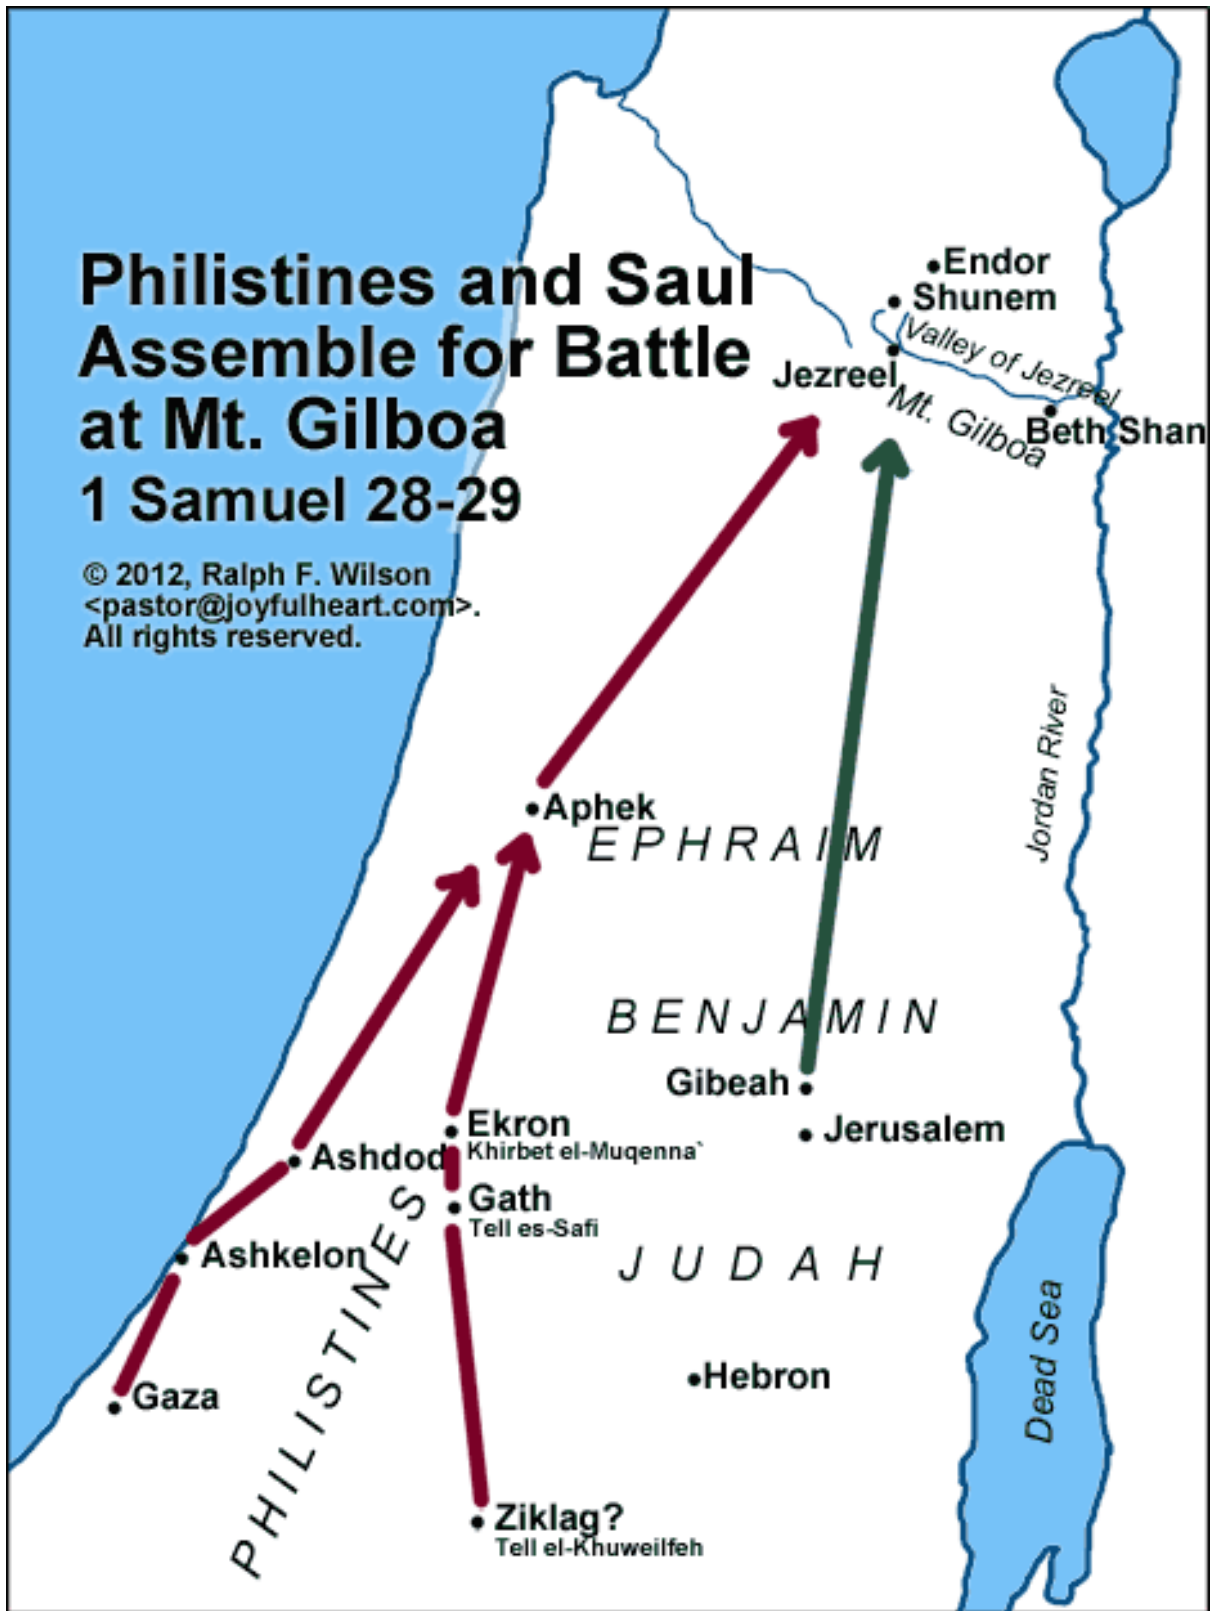 Philistines and Saul
Assemble for Battle
at Mt. Gilboa
1 Samuel 28-29
© 2012, Ralph F. Wilson
<pastor@joyfulheart.com>.
All rights reserved.
Endor
Shunem
Valley of Jezreel
Jezreel
Mt. Gilboa
Beth Shan
Jordan River
Aphek
EPHRAIM
BENJAMIN
Gibeah
Jerusalem
Ekron
Khirbet el-Muqenna`
Ashdod
Gath
Tell es-Safi
Ashkelon
PHILISTINES
JUDAH
Dead Sea
Hebron
Gaza
Ziklag?
Tell el-Khuweilfeh